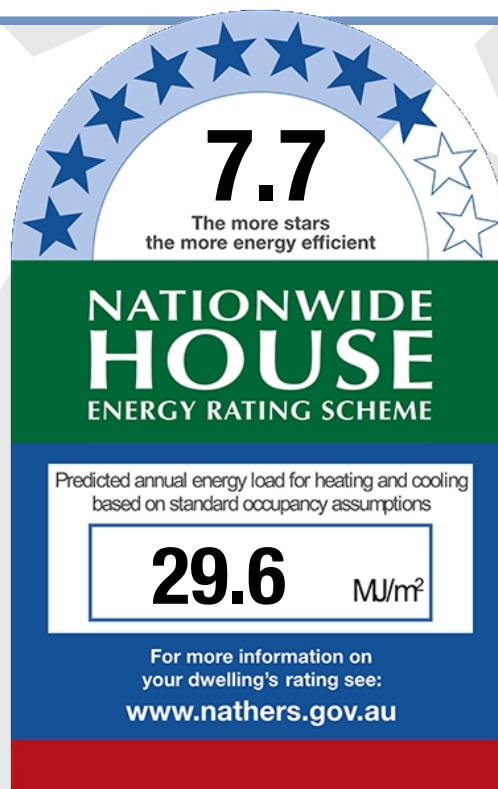 7.7
The more stars
the more energy efficient
NATIONWIDE
HOUSE
ENERGY RATING SCHEME
Predicted annual energy load for heating and cooling
based on standard occupancy assumptions
29.6 MJ/m²
For more information on
your dwelling's rating see:
www.nathers.gov.au